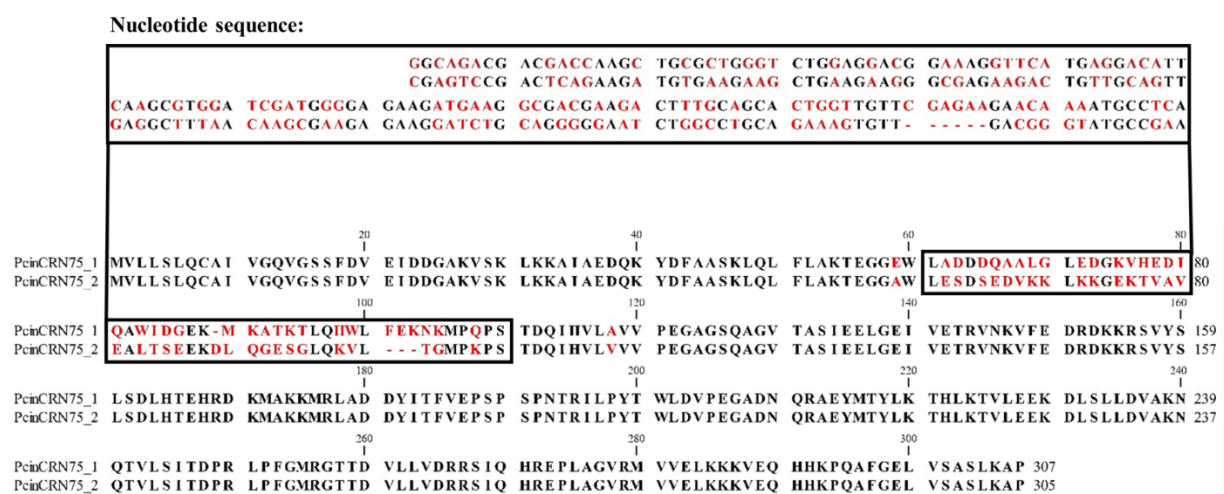 Nucleotide sequence:
GGCAGACG ACGACCAAGC TGCGCTGGGT CTGGAGGACG GAAAGGTTCA TGAGGACATT
CGAGTCCG ACTCAGAAGA TGTGAAGAAG CTGAAGAAGG GCGAGAAGAC TGTTGCAGTT
CAAGCGTGGA TCGATGGGGA GAAGATGAAG GCGACGAAGA CTTTGCAGCA CTGGTTGTTC GAGAAGAACA AAATGCCTCA
GAGGCTTTAA CAAGCGAAGA GAAGGATCTG CAGGGGGAAT CTGGCCTGCA GAAAGTGTT- - - - - -GACGGG GTATGCCGAA
20 40 60 80
PcinCRN75_1 MVLLSLQCAI VGQVGSSFDV EIDDGAKVSK LKKAIAEDQK YDFAASKLQL FLAKTEGGEW LADDDQAALG LEDGKVHEDI 80
PcinCRN75_2 MVLLSLQCAI VGQVGSSFDV EIDDGAKVSK LKKAIAEDQK YDFAASKLQL FLAKTEGGAW LESDSEDVKK LKKGEKTVAV 80
100 120 140 160
PcinCRN75_1 QAWIDGEK-M KATKTLQHWL FEKNKMPQPS TDQIHVLAVV PEGAGSQAGV TASIEELGEI VETRVNKVFE DRDKKRSVYS 159
PcinCRN75_2 EALTSEEKDL QGESGLQKVL ---TGMPKPS TDQIHVLVVV PEGAGSQAGV TASIEELGEI VETRVNKVFE DRDKKRSVYS 157
180 200 220 240
PcinCRN75_1 LSDLHTEHRD KMAKKMRLAD DYITFVEPSP SPNTRILPYT WLDVPEGADN QRAEYMTYLK THLKTVLEEK DLSLLDVAKN 239
PcinCRN75_2 LSDLHTEHRD KMAKKMRLAD DYITFVEPSP SPNTRILPYT WLDVPEGADN QRAEYMTYLK THLKTVLEEK DLSLLDVAKN 237
260 280 300
PcinCRN75_1 QTVLSITDPR LPFGMRGTTD VLLVDRRSIQ HREPLAGVRM VVELKKKVEQ HHKPQAFGEL VSASLKAP 307
PcinCRN75_2 QTVLSITDPR LPFGMRGTTD VLLVDRRSIQ HREPLAGVRM VVELKKKVEQ HHKPQAFGEL VSASLKAP 305